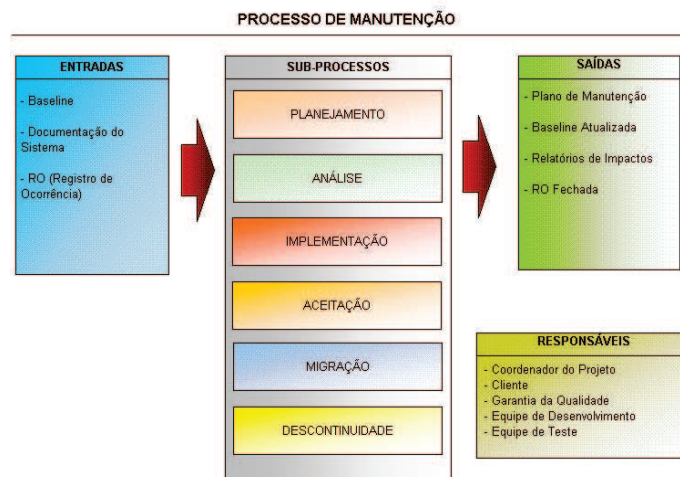 PROCESSO DE MANUTENÇÃO
ENTRADAS
- Baseline
- Documentação do
Sistema
- RO (Registro de
Ocorrência)
SUB-PROCESSOS
PLANEJAMENTO
ANÁLISE
IMPLEMENTAÇÃO
ACEITAÇÃO
MIGRAÇÃO
DESCONTINUIDADE
SAÍDAS
- Plano de Manutenção
- Baseline Atualizada
- Relatórios de Impactos
- RO Fechada
RESPONSÁVEIS
- Coordenador do Projeto
- Cliente
- Garantia da Qualidade
- Equipe de Desenvolvimento
- Equipe de Teste